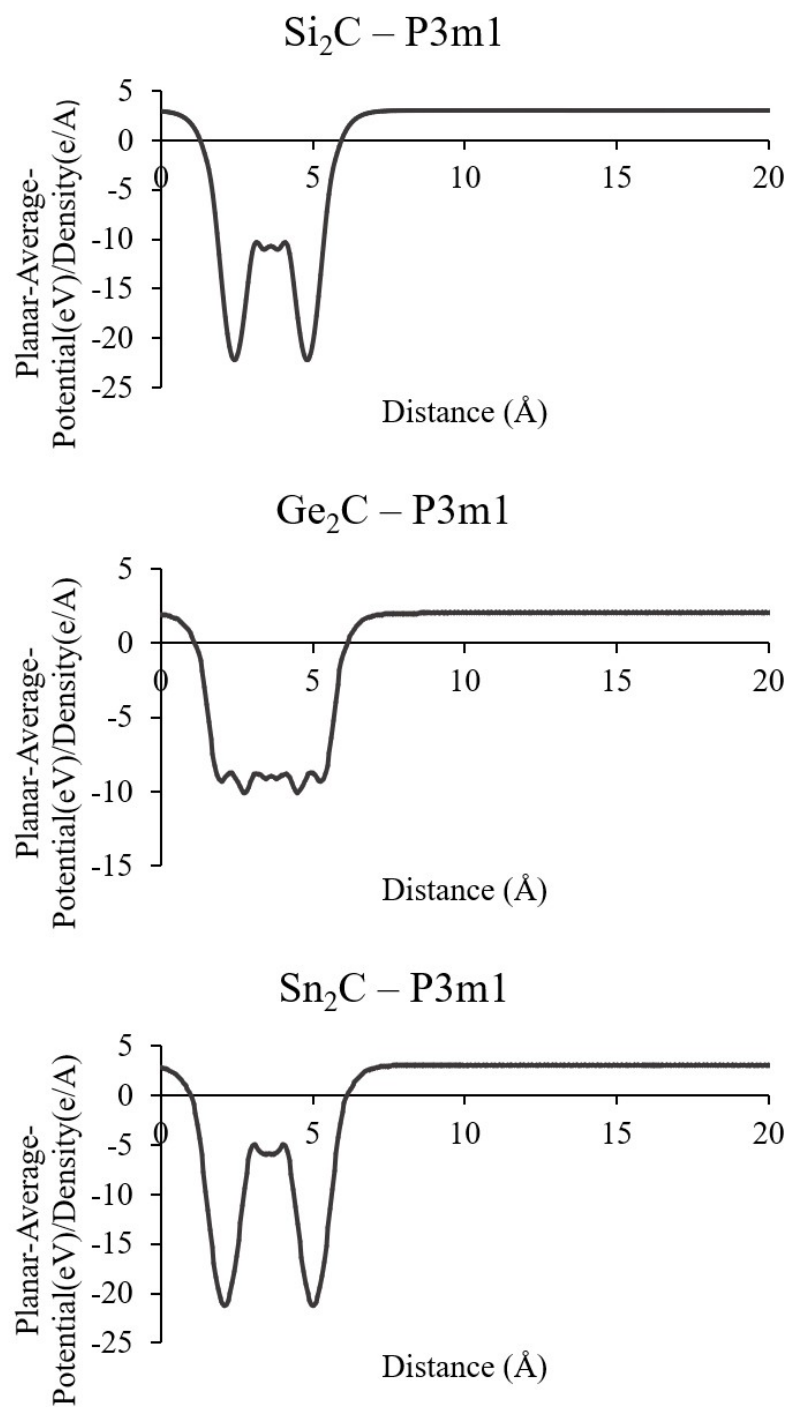 Si₂C – P3m1
Planar-Average-
Potential(eV)/Density(e/A)
5
0
-5
-10
-15
-20
-25
0
5
10
15
20
Distance (Å)
Ge₂C – P3m1
Planar-Average-
Potential(eV)/Density(e/A)
5
0
-5
-10
-15
0
5
10
15
20
Distance (Å)
Sn₂C – P3m1
Planar-Average-
Potential(eV)/Density(e/A)
5
0
-5
-10
-15
-20
-25
0
5
10
15
20
Distance (Å)